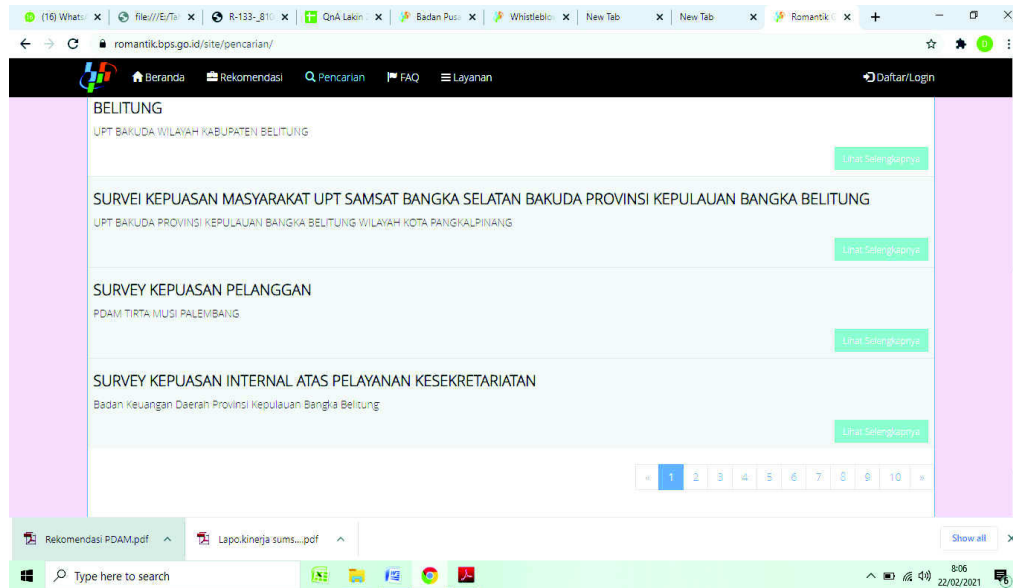 (16) Whats
file:///E/Tal
R-133-_810
QnA Lakin
Badan Pusa
Whistleblo
New Tab
New Tab
Romantik
romantik.bps.go.id/site/pencarian/
Beranda
Rekomendasi
Pencarian
FAQ
Layanan
Daftar/Login
BELITUNG
UPT BAKUDA WILAYAH KABUPATEN BELITUNG
Lihat Selengkapnya
SURVEI KEPUASAN MASYARAKAT UPT SAMSAT BANGKA SELATAN BAKUDA PROVINSI KEPULAUAN BANGKA BELITUNG
UPT BAKUDA PROVINSI KEPULAUAN BANGKA BELITUNG WILAYAH KOTA PANGKALPINANG
Lihat Selengkapnya
SURVEY KEPUASAN PELANGGAN
PDAM TIRTA MUSI PALEMBANG
Lihat Selengkapnya
SURVEY KEPUASAN INTERNAL ATAS PELAYANAN KESEKRETARIATAN
Badan Keuangan Daerah Provinsi Kepulauan Bangka Belitung
Lihat Selengkapnya
« 1 2 3 4 5 6 7 8 9 10 »
Rekomendasi PDAM.pdf
Lapo.kinerja sums....pdf
Show all
Type here to search
8:06
22/02/2021